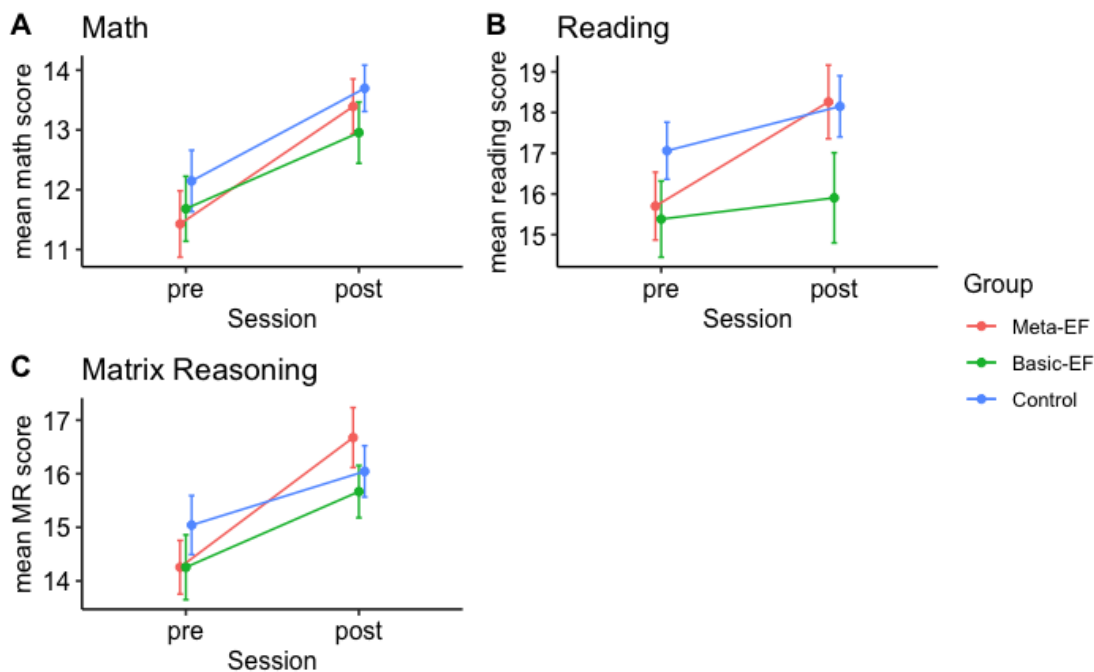 A Math
mean math score
14
13
12
11
pre post
Session
B Reading
mean reading score
19
18
17
16
15
pre post
Session
Group
Meta-EF
Basic-EF
Control
C Matrix Reasoning
mean MR score
17
16
15
14
pre post
Session